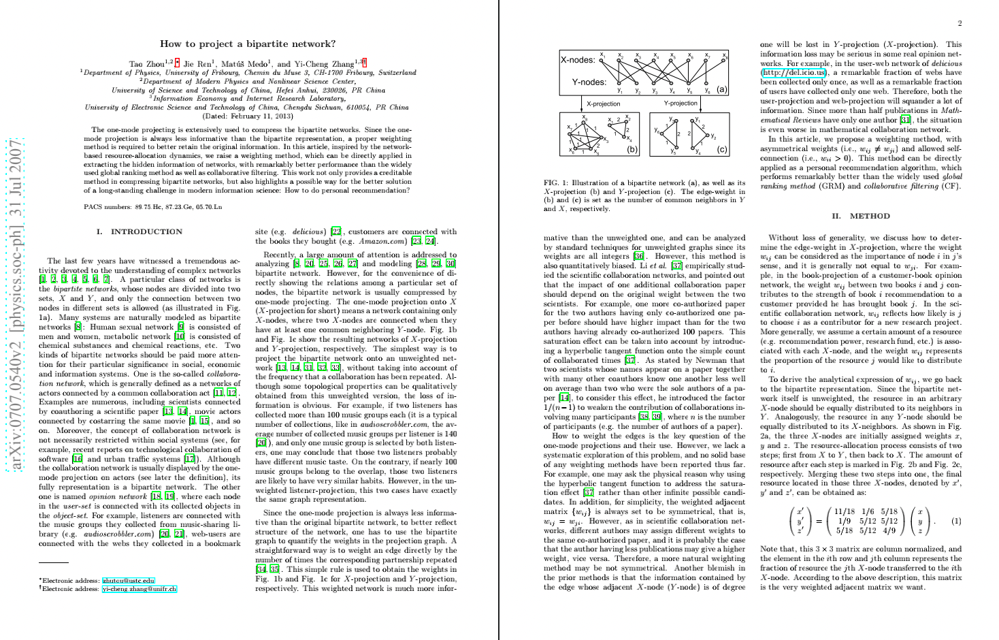 How to project a bipartite network?
Tao Zhou1,2,* Jie Ren1, Matúš Medo1, and Yi-Cheng Zhang1,3†
1Department of Physics, University of Fribourg, Chemin du Muse 3, CH-1700 Fribourg, Switzerland
2Department of Modern Physics and Nonlinear Science Center,
University of Science and Technology of China, Hefei Anhui, 230026, PR China
3Information Economy and Internet Research Laboratory,
University of Electronic Science and Technology of China, Chengdu Sichuan, 610054, PR China
(Dated: February 11, 2013)
The one-mode projecting is extensively used to compress the bipartite networks. Since the one-
mode projection is always less informative than the bipartite representation, a proper weighting
method is required to better retain the original information. In this article, inspired by the network-
based resource-allocation dynamics, we raise a weighting method, which can be directly applied in
extracting the hidden information of networks, with remarkably better performance than the widely
used global ranking method as well as collaborative filtering. This work not only provides a creditable
method in compressing bipartite networks, but also highlights a possible way for the better solution
of a long-standing challenge in modern information science: How to do personal recommendation?
PACS numbers: 89.75.Hc, 87.23.Ge, 05.70.Ln
arXiv:0707.0540v2 [physics.soc-ph] 31 Jul 2007
I. INTRODUCTION
The last few years have witnessed a tremendous ac-
tivity devoted to the understanding of complex networks
[1, 2, 3, 4, 5, 6, 7]. A particular class of networks is
the bipartite networks, whose nodes are divided into two
sets, X and Y, and only the connection between two
nodes in different sets is allowed (as illustrated in Fig.
1a). Many systems are naturally modeled as bipartite
networks [8]: Human sexual network [9] is consisted of
men and women, metabolic network [10] is consisted of
chemical substances and chemical reactions, etc. Two
kinds of bipartite networks should be paid more atten-
tion for their particular significance in social, economic
and information systems. One is the so-called collabora-
tion network, which is generally defined as a networks of
actors connected by a common collaboration act [11, 12].
Examples are numerous, including scientists connected
by coauthoring a scientific paper [13, 14], movie actors
connected by costarring the same movie [1, 15], and so
on. Moreover, the concept of collaboration network is
not necessarily restricted within social systems (see, for
example, recent reports on technological collaboration of
software [16] and urban traffic systems [17]). Although
the collaboration network is usually displayed by the one-
mode projection on actors (see later the definition), its
fully representation is a bipartite network. The other
one is named opinion network [18, 19], where each node
in the user-set is connected with its collected objects in
the object-set. For example, listeners are connected with
the music groups they collected from music-sharing li-
brary (e.g. audioscrobbler.com) [20, 21], web-users are
connected with the webs they collected in a bookmark
*Electronic address: zhutou@ustc.edu
†Electronic address: yi-cheng.zhang@unifr.ch
site (e.g. delicious) [22], customers are connected with
the books they bought (e.g. Amazon.com) [23, 24].
Recently, a large amount of attention is addressed to
analyzing [8, 20, 25, 26, 27] and modeling [28, 29, 30]
bipartite network. However, for the convenience of di-
rectly showing the relations among a particular set of
nodes, the bipartite network is usually compressed by
one-mode projecting. The one-mode projection onto X
(X-projection for short) means a network containing only
X-nodes, where two X-nodes are connected when they
have at least one common neighboring Y-node. Fig. 1b
and Fig. 1c show the resulting networks of X-projection
and Y-projection, respectively. The simplest way is to
project the bipartite network onto an unweighted net-
work [13, 14, 31, 32, 33], without taking into account of
the frequency that a collaboration has been repeated. Al-
though some topological properties can be qualitatively
obtained from this unweighted version, the loss of in-
formation is obvious. For example, if two listeners has
collected more than 100 music groups each (it is a typical
number of collections, like in audioscrobbler.com, the av-
erage number of collected music groups per listener is 140
[20]), and only one music group is selected by both listen-
ers, one may conclude that those two listeners probably
have different music taste. On the contrary, if nearly 100
music groups belong to the overlap, those two listeners
are likely to have very similar habits. However, in the un-
weighted listener-projection, this two cases have exactly
the same graph representation.
Since the one-mode projection is always less informa-
tive than the original bipartite network, to better reflect
structure of the network, one has to use the bipartite
graph to quantify the weights in the projection graph. A
straightforward way is to weight an edge directly by the
number of times the corresponding partnership repeated
[34, 35]. This simple rule is used to obtain the weights in
Fig. 1b and Fig. 1c for X-projection and Y-projection,
respectively. This weighted network is much more infor-
2
X-nodes: x1 x2 x3 x4 x5 x6 x7 x8
Y-nodes: y1 y2 y3 y4 y5 y6 (a)
X-projection
Y-projection
(b)
(c)
FIG. 1: Illustration of a bipartite network (a), as well as its
X-projection (b) and Y-projection (c). The edge-weight in
(b) and (c) is set as the number of common neighbors in Y
and X, respectively.
mative than the unweighted one, and can be analyzed
by standard techniques for unweighted graphs since its
weights are all integers [36]. However, this method is
also quantitatively biased. Li et al. [37] empirically stud-
ied the scientific collaboration networks, and pointed out
that the impact of one additional collaboration paper
should depend on the original weight between the two
scientists. For example, one more co-authorized paper
for the two authors having only co-authorized one pa-
per before should have higher impact than for the two
authors having already co-authorized 100 papers. This
saturation effect can be taken into account by introduc-
ing a hyperbolic tangent function onto the simple count
of collaborated times [37]. As stated by Newman that
two scientists whose names appear on a paper together
with many other coauthors know one another less well
on average than two who were the sole authors of a pa-
per [14], to consider this effect, he introduced the factor
1/(n−1) to weaken the contribution of collaborations in-
volving many participants [38, 39], where n is the number
of participants (e.g. the number of authors of a paper).
How to weight the edges is the key question of the
one-mode projections and their use. However, we lack a
systematic exploration of this problem, and no solid base
of any weighting methods have been reported thus far.
For example, one may ask the physical reason why using
the hyperbolic tangent function to address the satura-
tion effect [37] rather than other infinite possible candi-
dates. In addition, for simplicity, the weighted adjacent
matrix {wij} is always set to be symmetrical, that is,
wij = wji. However, as in scientific collaboration net-
works, different authors may assign different weights to
the same co-authorized paper, and it is probably the case
that the author having less publications may give a higher
weight, vice versa. Therefore, a more natural weighting
method may be not symmetrical. Another blemish in
the prior methods is that the information contained by
the edge whose adjacent X-node (Y-node) is of degree
one will be lost in Y-projection (X-projection). This
information loss may be serious in some real opinion net-
works. For example, in the user-web network of delicious
(http://del.icio.us), a remarkable fraction of webs have
been collected only once, as well as a remarkable fraction
of users have collected only one web. Therefore, both the
user-projection and web-projection will squander a lot of
information. Since more than half publications in Math-
ematical Reviews have only one author [31], the situation
is even worse in mathematical collaboration network.
In this article, we propose a weighting method, with
asymmetrical weights (i.e., wij ≠ wji) and allowed self-
connection (i.e., wii > 0). This method can be directly
applied as a personal recommendation algorithm, which
performs remarkably better than the widely used global
ranking method (GRM) and collaborative filtering (CF).
II. METHOD
Without loss of generality, we discuss how to deter-
mine the edge-weight in X-projection, where the weight
wij can be considered as the importance of node i in j's
sense, and it is generally not equal to wji. For exam-
ple, in the book-projection of a customer-book opinion
network, the weight wij between two books i and j con-
tributes to the strength of book i recommendation to a
customer provided he has brought book j. In the sci-
entific collaboration network, wij reflects how likely is j
to choose i as a contributor for a new research project.
More generally, we assume a certain amount of a resource
(e.g. recommendation power, research fund, etc.) is asso-
ciated with each X-node, and the weight wij represents
the proportion of the resource j would like to distribute
to i.
To derive the analytical expression of wij, we go back
to the bipartite representation. Since the bipartite net-
work itself is unweighted, the resource in an arbitrary
X-node should be equally distributed to its neighbors in
Y. Analogously, the resource in any Y-node should be
equally distributed to its X-neighbors. As shown in Fig.
2a, the three X-nodes are initially assigned weights x,
y and z. The resource-allocation process consists of two
steps; first from X to Y, then back to X. The amount of
resource after each step is marked in Fig. 2b and Fig. 2c,
respectively. Merging these two steps into one, the final
resource located in those three X-nodes, denoted by x′,
y′ and z′, can be obtained as:
x′ 11/18 1/6 5/18 x
y′ = 1/9 5/12 5/12 y . (1)
z′ 5/18 5/12 4/9 z
Note that, this 3 × 3 matrix are column normalized, and
the element in the ith row and jth column represents the
fraction of resource the jth X-node transferred to the ith
X-node. According to the above description, this matrix
is the very weighted adjacent matrix we want.